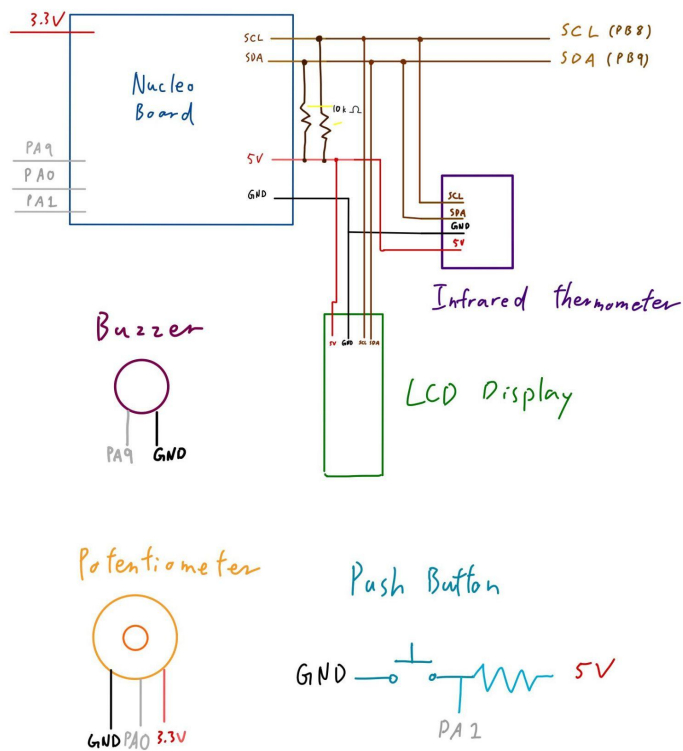 3.3V
SCL
SCL (PB8)
SDA
SDA (PB9)
Nucleo
Board
10k Ω
PA9
5V
PA0
PA1
GND
SCL
SDA
GND
5V
Infrared thermometer
Buzzer
5V GND SCL SDA
LCD Display
PA9 GND
Potentiometer
Push Button
GND
5V
PA1
GND PA0 3.3V